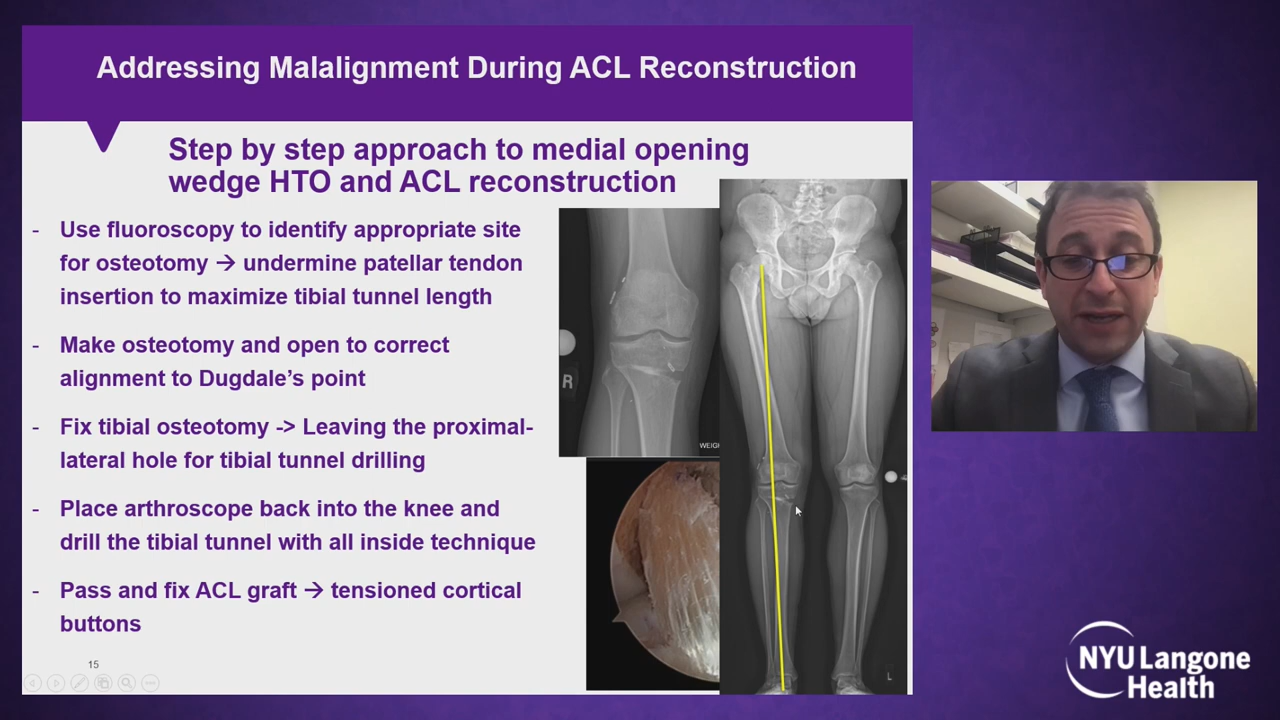 Addressing Malalignment During ACL Reconstruction
Step by step approach to medial opening
wedge HTO and ACL reconstruction
- Use fluoroscopy to identify appropriate site
for osteotomy → undermine patellar tendon
insertion to maximize tibial tunnel length
- Make osteotomy and open to correct
alignment to Dugdale’s point
- Fix tibial osteotomy -> Leaving the proximal-
lateral hole for tibial tunnel drilling
- Place arthroscope back into the knee and
drill the tibial tunnel with all inside technique
- Pass and fix ACL graft → tensioned cortical
buttons
15
R
WEIG
L
NYU Langone
Health